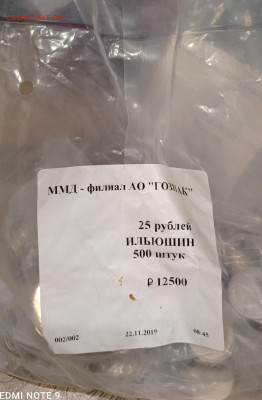 ММД - филиал АО "ГОЗНАК"
25 рублей
ИЛЬЮШИН
500 штук
₽ 12500
002/002 22.11.2019 08:45
EDMI NOTE 9